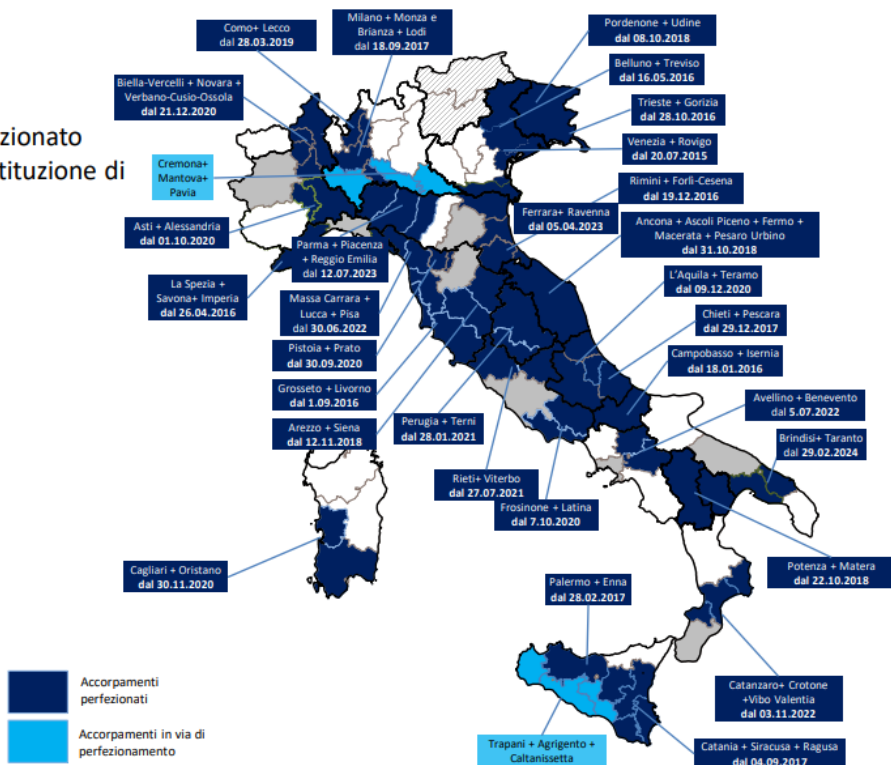 zionato
stituzione di
Como+ Lecco
dal 28.03.2019
Milano + Monza e
Brianza + Lodi
dal 18.09.2017
Pordenone + Udine
dal 08.10.2018
Belluno + Treviso
dal 16.05.2016
Biella-Vercelli + Novara +
Verbano-Cusio-Ossola
dal 21.12.2020
Trieste + Gorizia
dal 28.10.2016
Venezia + Rovigo
dal 20.07.2015
Cremona+
Mantova+
Pavia
Rimini + Forlì-Cesena
dal 19.12.2016
Ferrara+ Ravenna
dal 05.04.2023
Ancona + Ascoli Piceno + Fermo +
Macerata + Pesaro Urbino
dal 31.10.2018
Asti + Alessandria
dal 01.10.2020
Parma + Piacenza
+ Reggio Emilia
dal 12.07.2023
L'Aquila + Teramo
dal 09.12.2020
La Spezia +
Savona+ Imperia
dal 26.04.2016
Massa Carrara +
Lucca + Pisa
dal 30.06.2022
Chieti + Pescara
dal 29.12.2017
Pistoia + Prato
dal 30.09.2020
Campobasso + Isernia
dal 18.01.2016
Grosseto + Livorno
dal 1.09.2016
Avellino + Benevento
dal 5.07.2022
Arezzo + Siena
dal 12.11.2018
Perugia + Terni
dal 28.01.2021
Brindisi+ Taranto
dal 29.02.2024
Rieti+ Viterbo
dal 27.07.2021
Frosinone + Latina
dal 7.10.2020
Cagliari + Oristano
dal 30.11.2020
Potenza + Matera
dal 22.10.2018
Palermo + Enna
dal 28.02.2017
Catanzaro+ Crotone
+Vibo Valentia
dal 03.11.2022
Trapani + Agrigento +
Caltanissetta
Catania + Siracusa + Ragusa
dal 04.09.2017
Accorpamenti
perfezionati
Accorpamenti in via di
perfezionamento